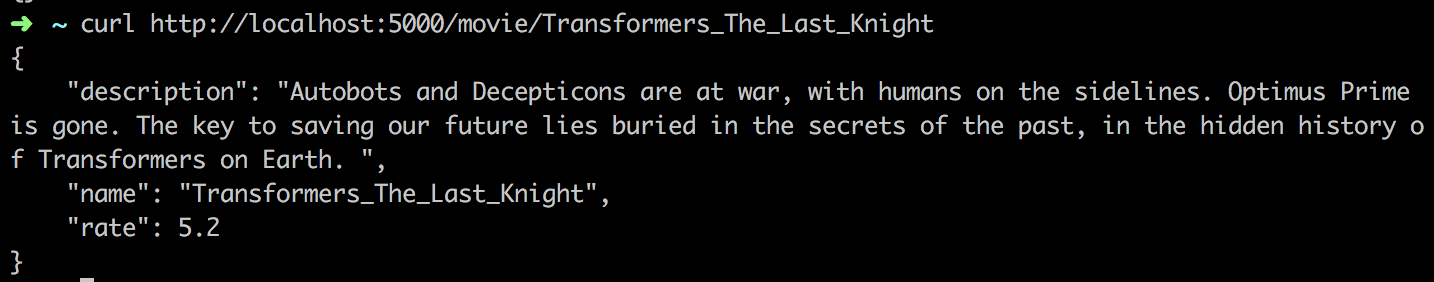 ➜  ~ curl http://localhost:5000/movie/Transformers_The_Last_Knight
{
    "description": "Autobots and Decepticons are at war, with humans on the sidelines. Optimus Prime
is gone. The key to saving our future lies buried in the secrets of the past, in the hidden history o
f Transformers on Earth. ",
    "name": "Transformers_The_Last_Knight",
    "rate": 5.2
}